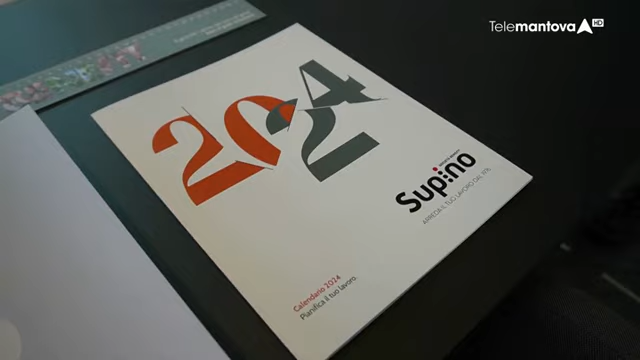 Telemantova HD
2024
Supino
ARREDA IL TUO LAVORO DAL 1976
Calendario 2024
Pianifica il tuo lavoro.